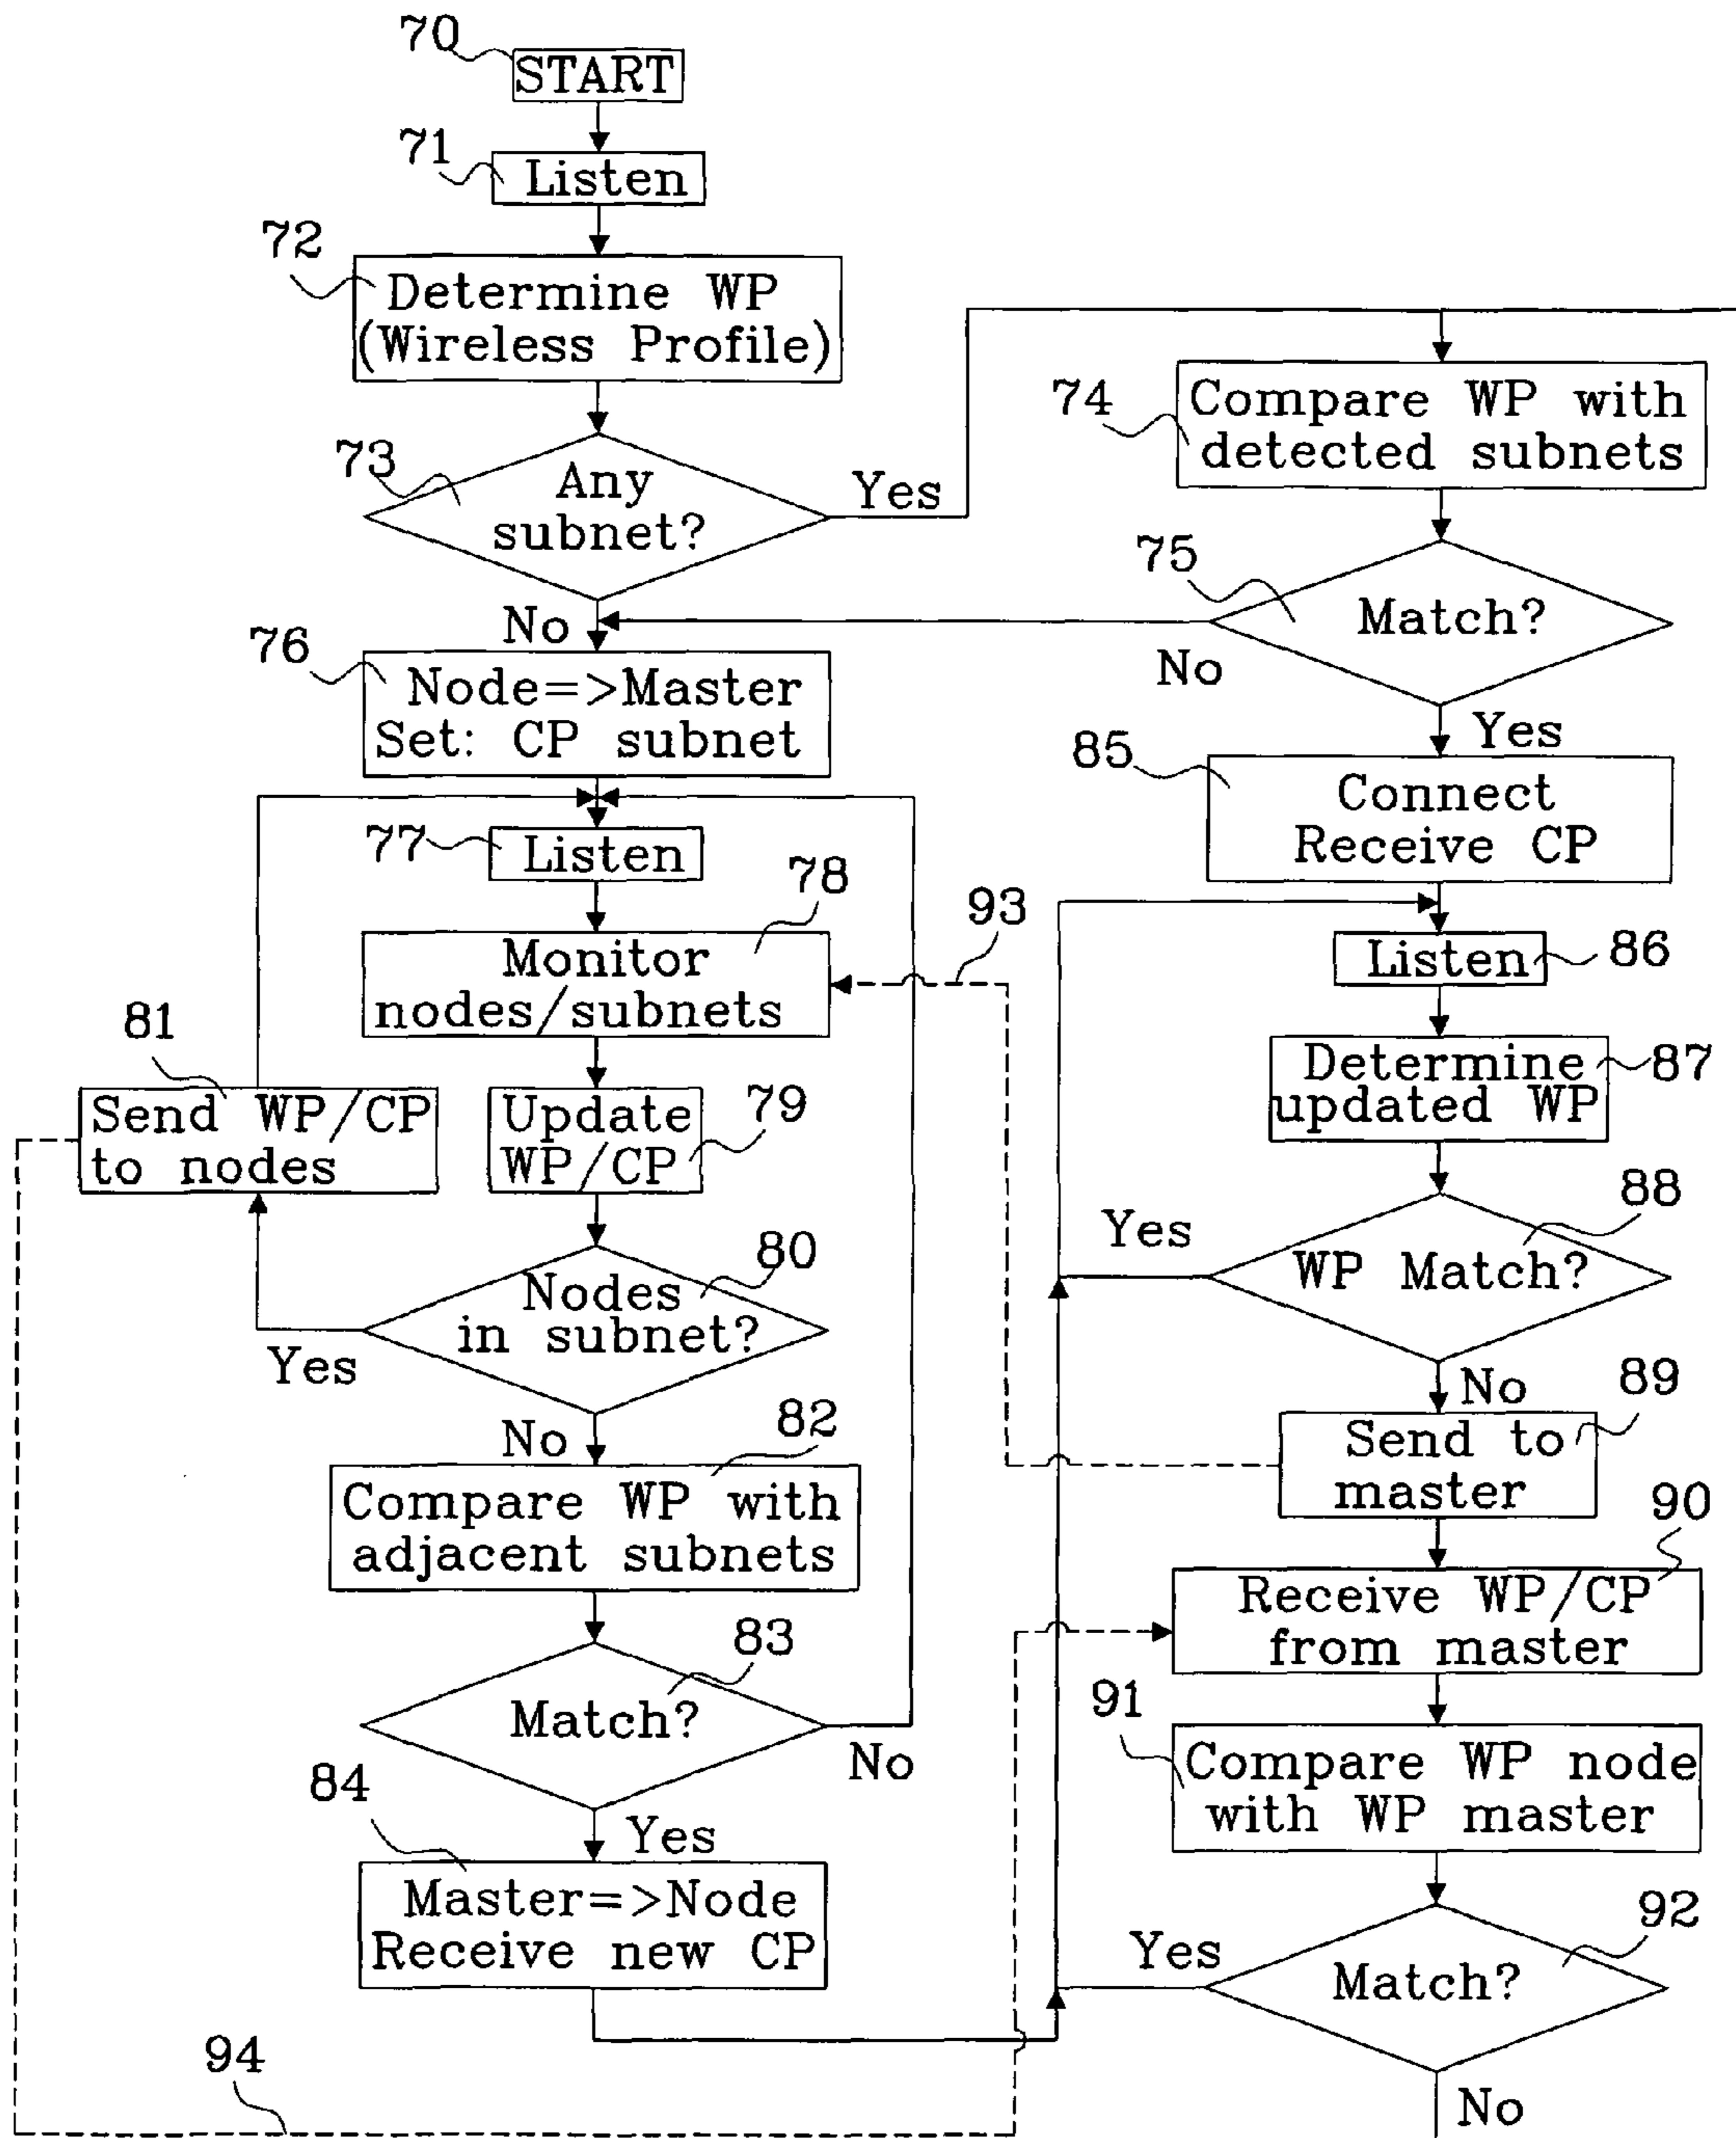 70
START
71
Listen
72
Determine WP
(Wireless Profile)
73
Any
subnet?
Yes
No
74
Compare WP with
detected subnets
75
Match?
No
Yes
76
Node=>Master
Set: CP subnet
77
Listen
78
Monitor
nodes/subnets
79
Update
WP/CP
80
Nodes
in subnet?
Yes
No
81
Send WP/CP
to nodes
82
Compare WP with
adjacent subnets
83
Match?
No
Yes
84
Master=>Node
Receive new CP
85
Connect
Receive CP
86
Listen
87
Determine
updated WP
88
WP Match?
Yes
No
89
Send to
master
90
Receive WP/CP
from master
91
Compare WP node
with WP master
92
Match?
Yes
No
93
94